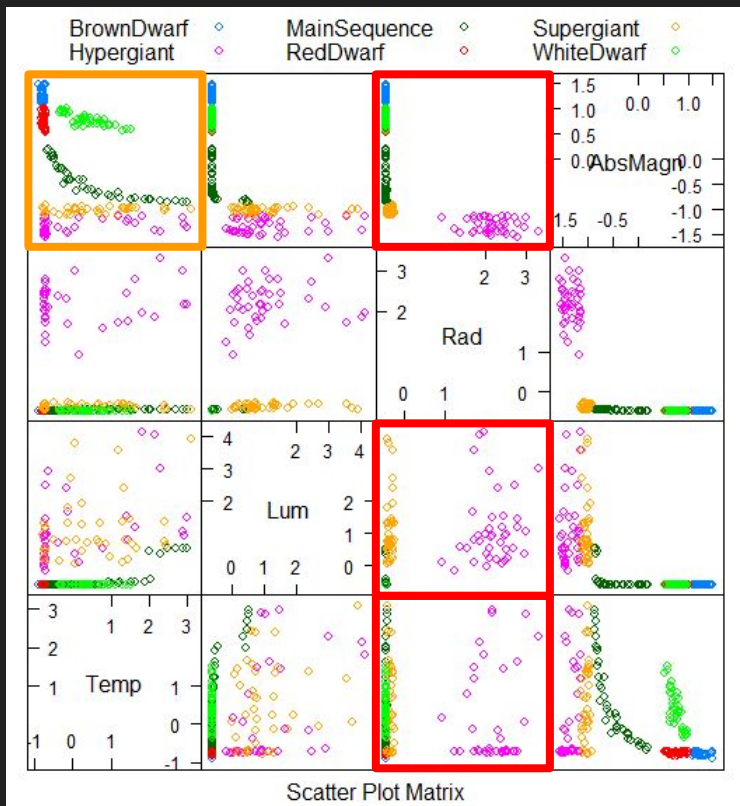 BrownDwarf MainSequence Supergiant
Hypergiant RedDwarf WhiteDwarf
1.5
1.0
0.5
0.0
0.0 1.0
AbsMagn
0.0
-0.5
-1.0
-1.5
1.5 -0.5
3
2
2 3
Rad
1
0
0 1
4
3
2
2 3 4
Lum
2
1
0
0 1 2
3
2
1
1 2 3
Temp
1
0
-1
-1 0 1
Scatter Plot Matrix